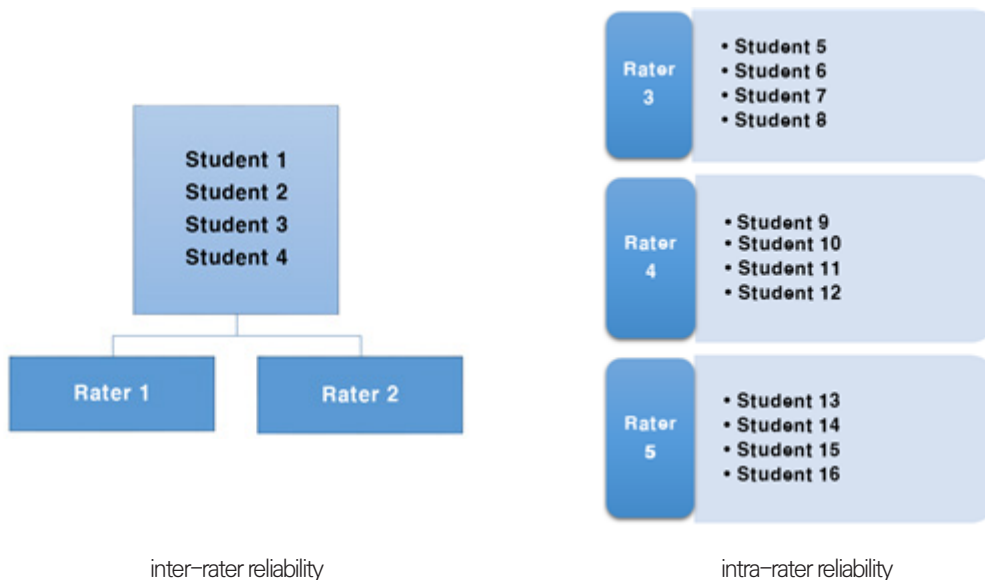 Student 1
Student 2
Student 3
Student 4
Rater 1
Rater 2
inter-rater reliability
Rater
3
• Student 5
• Student 6
• Student 7
• Student 8
Rater
4
• Student 9
• Student 10
• Student 11
• Student 12
Rater
5
• Student 13
• Student 14
• Student 15
• Student 16
intra-rater reliability